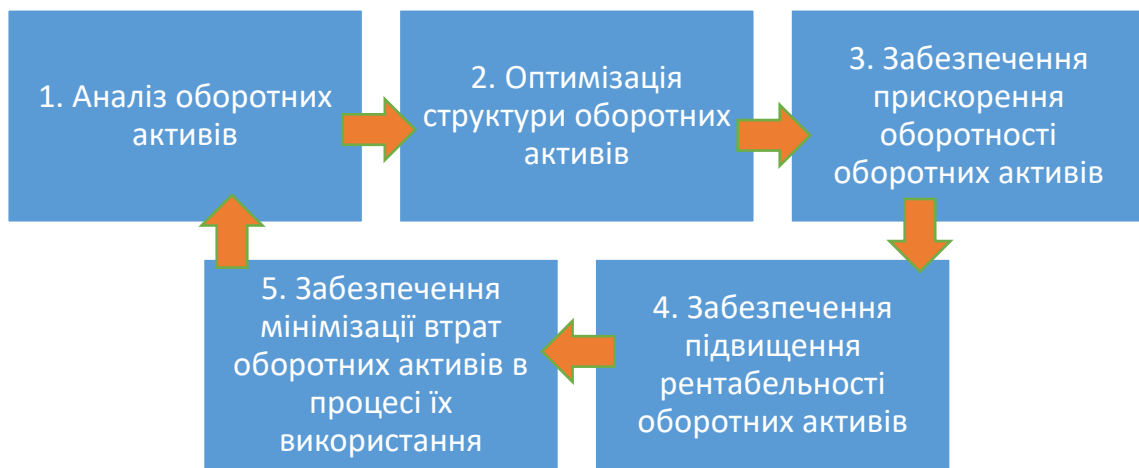 1. Аналіз оборотних
активів
2. Оптимізація
структури оборотних
активів
3. Забезпечення
прискорення
оборотності
оборотних активів
4. Забезпечення
підвищення
рентабельності
оборотних активів
5. Забезпечення
мінімізації втрат
оборотних активів в
процесі їх
використання